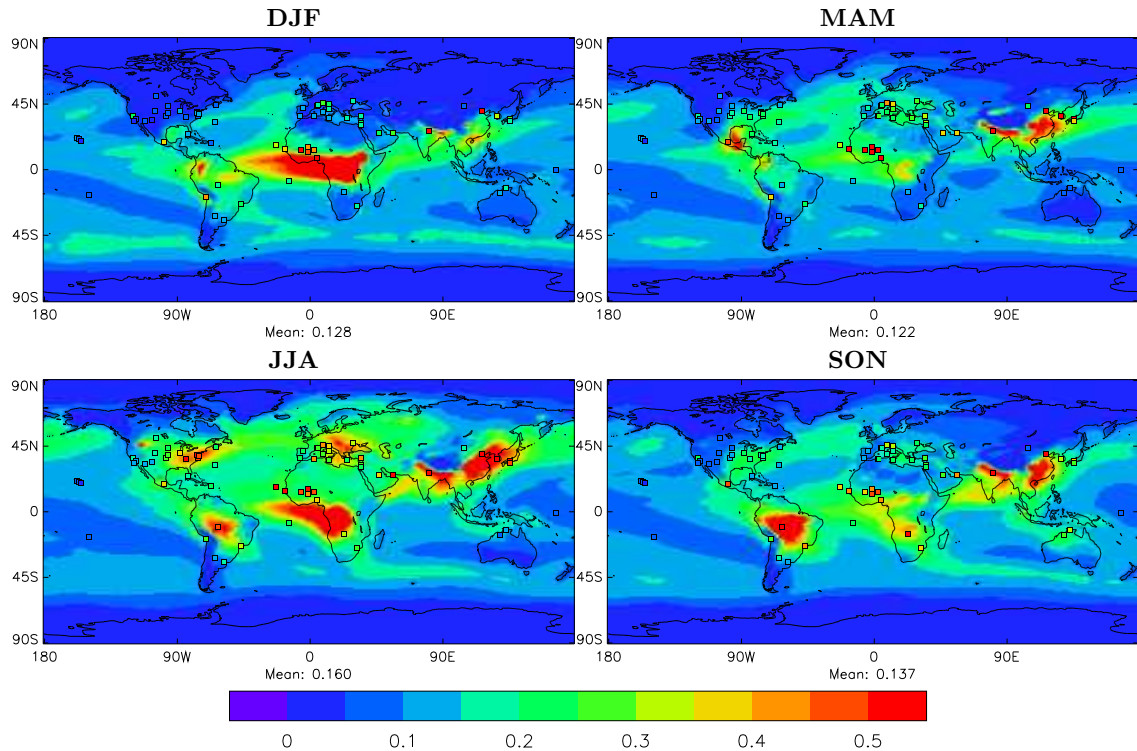 DJF MAM
90N 90N
45N 45N
0 0
45S 45S
90S 90S
180 90W 0 90E 90W 0 90E
Mean: 0.128 Mean: 0.122
JJA SON
90N 90N
45N 45N
0 0
45S 45S
90S 90S
180 90W 0 90E 90W 0 90E
Mean: 0.160 Mean: 0.137
0 0.1 0.2 0.3 0.4 0.5